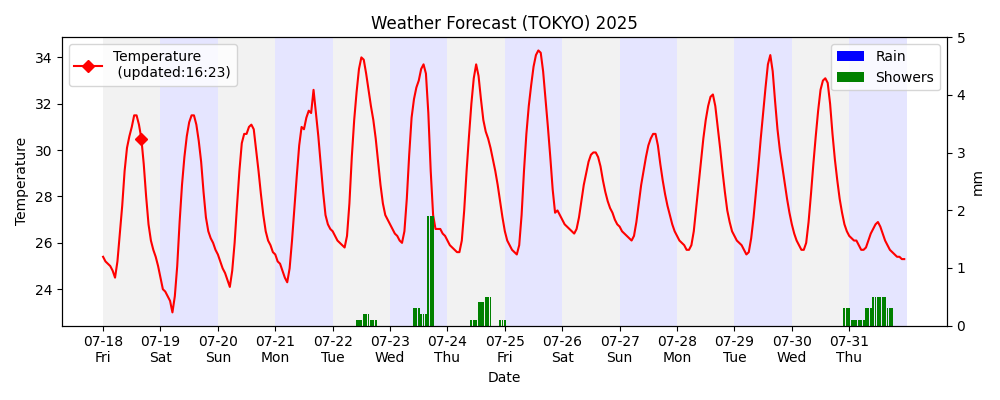 Weather Forecast (TOKYO) 2025
Temperature
(updated:16:23)
Rain
Showers
34
32
30
28
26
24
5
4
3
2
1
0
Temperature
mm
07-18 07-19 07-20 07-21 07-22 07-23 07-24 07-25 07-26 07-27 07-28 07-29 07-30 07-31
Fri Sat Sun Mon Tue Wed Thu Fri Sat Sun Mon Tue Wed Thu
Date